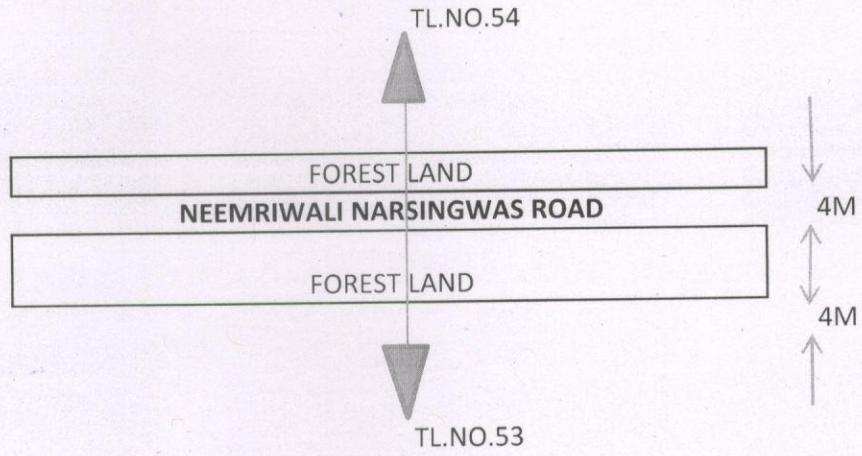 TL.NO.54
FOREST LAND
NEEMRIWALI NARSINGWAS ROAD
4M
FOREST LAND
4M
TL.NO.53